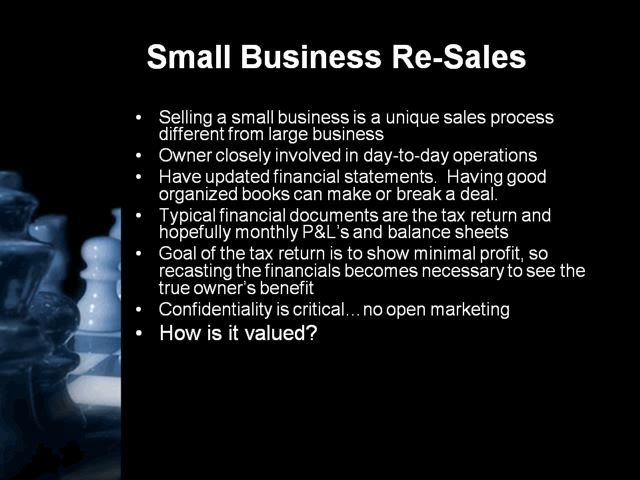 Small Business Re-Sales
• Selling a small business is a unique sales process
different from large business
• Owner closely involved in day-to-day operations
• Have updated financial statements.  Having good
organized books can make or break a deal.
• Typical financial documents are the tax return and
hopefully monthly P&L's and balance sheets
• Goal of the tax return is to show minimal profit, so
recasting the financials becomes necessary to see the
true owner's benefit
• Confidentiality is critical…no open marketing
• How is it valued?